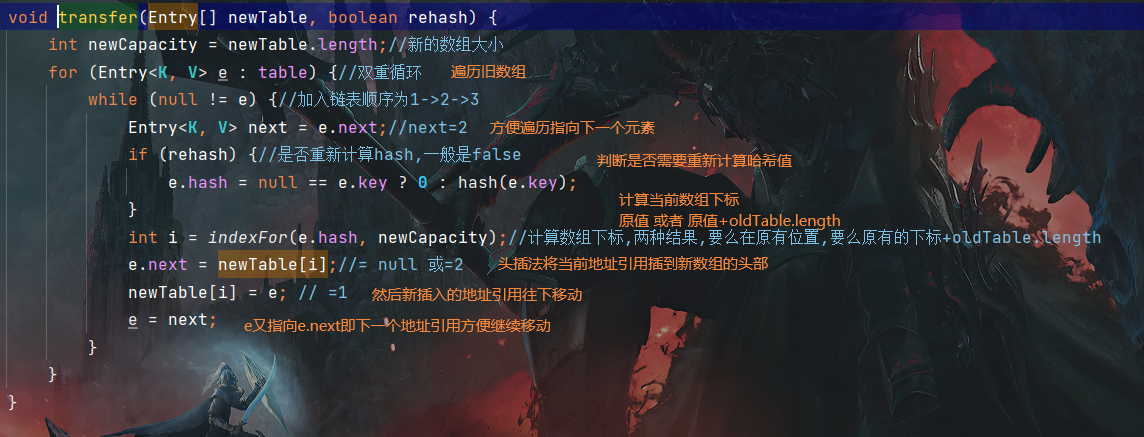 void transfer(Entry[] newTable, boolean rehash) {
int newCapacity = newTable.length;//新的数组大小
for (Entry<K, V> e : table) {//双重循环 遍历旧数组
while (null != e) {//加入链表顺序为1->2->3
Entry<K, V> next = e.next;//next=2 方便遍历指向下一个元素
if (rehash) {//是否重新计算hash,一般是false 判断是否需要重新计算哈希值
e.hash = null == e.key ? 0 : hash(e.key);
计算当前数组下标
}
原值 或者 原值+oldTable.length
int i = indexFor(e.hash, newCapacity);//计算数组下标,两种结果,要么在原有位置,要么原有的下标+oldTable.length
e.next = newTable[i];//= null 或=2 头插法将当前地址引用插到新数组的头部
newTable[i] = e; // =1 然后新插入的地址引用往下移动
e = next; e又指向e.next即下一个地址引用方便继续移动
}
}
}